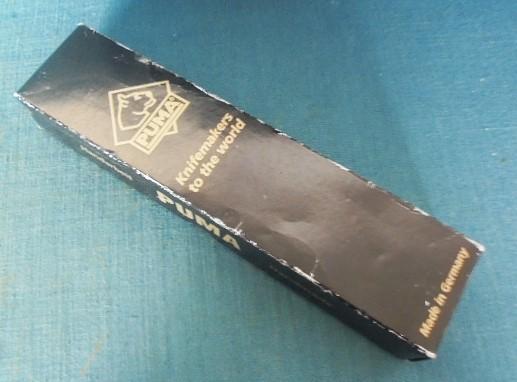 PUMA
Knifemakers
to the world
Made in Germany
PUMA